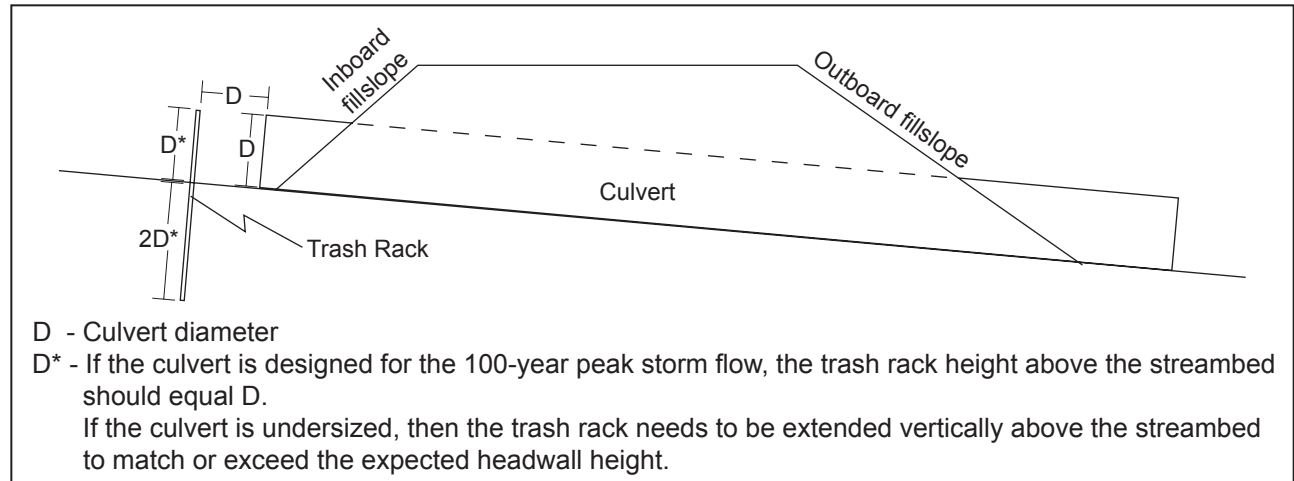 Inboard
fillslope
Outboard fillslope
D
D*
D
Culvert
2D*
Trash Rack
D - Culvert diameter
D* - If the culvert is designed for the 100-year peak storm flow, the trash rack height above the streambed
should equal D.
If the culvert is undersized, then the trash rack needs to be extended vertically above the streambed
to match or exceed the expected headwall height.